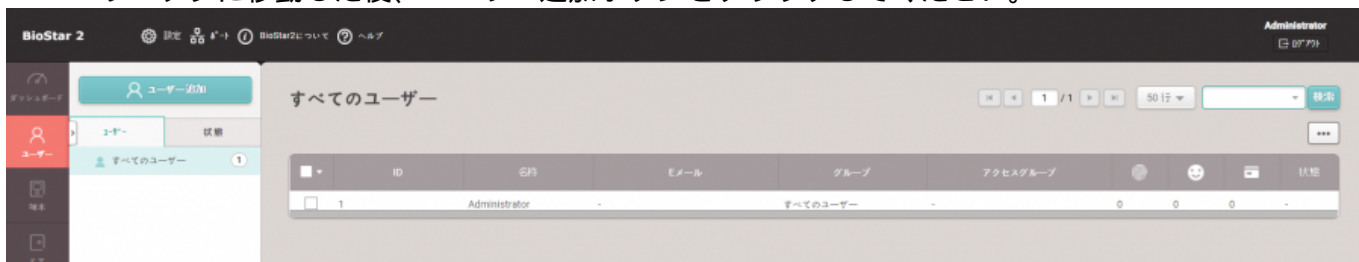 BioStar 2
設定
ポート
BioStar2について
ヘルプ
Administrator
ログアウト
ダッシュボード
ユーザー追加
すべてのユーザー
1 /1
50行
検索
ユーザー
ユーザー
状態
すべてのユーザー 1
ID 名称 Eメール グループ アクセスグループ 状態
1 Administrator - すべてのユーザー - 0 0 0 -
端末